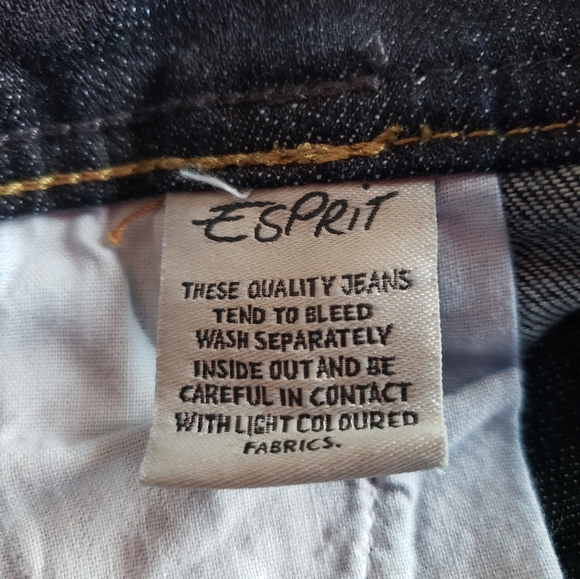 ESPRIT
THESE QUALITY JEANS
TEND TO BLEED
WASH SEPARATELY
INSIDE OUT AND BE
CAREFUL IN CONTACT
WITH LIGHT COLOURED
FABRICS.